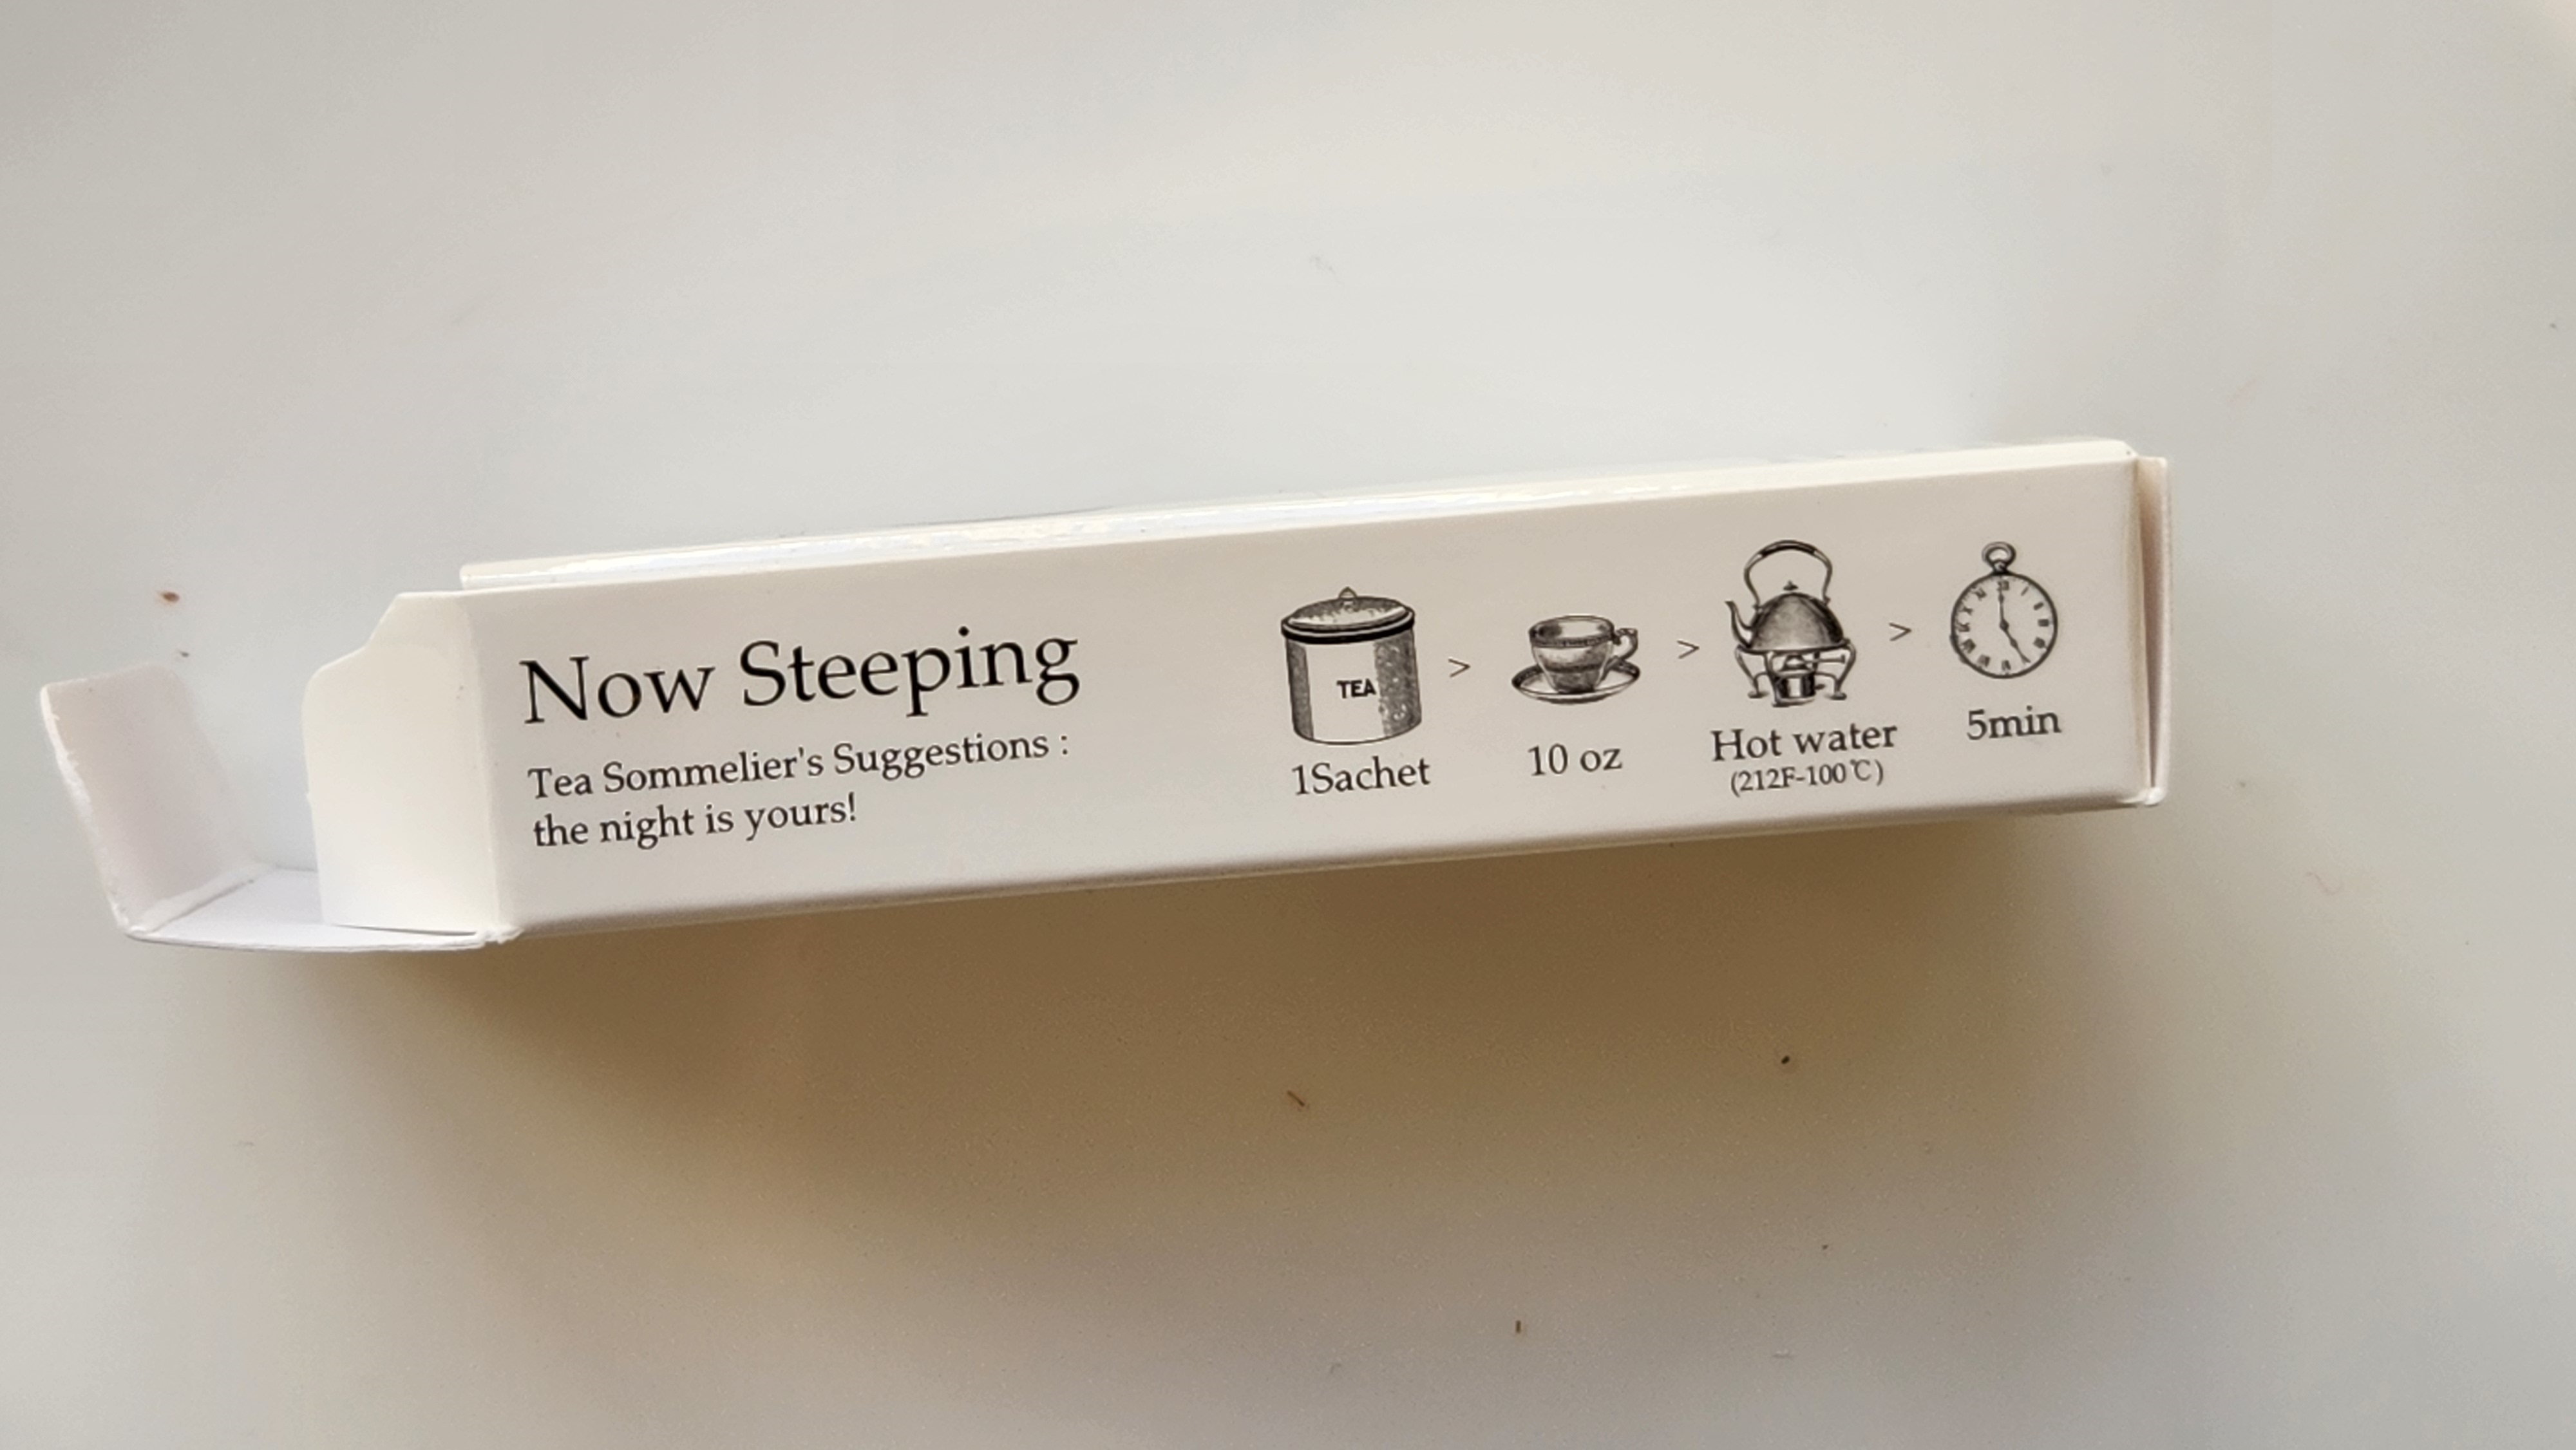 Now Steeping
Tea Sommelier's Suggestions :
the night is yours!
TEA
> > >
1Sachet
10 oz
Hot water
(212F-100℃)
5min